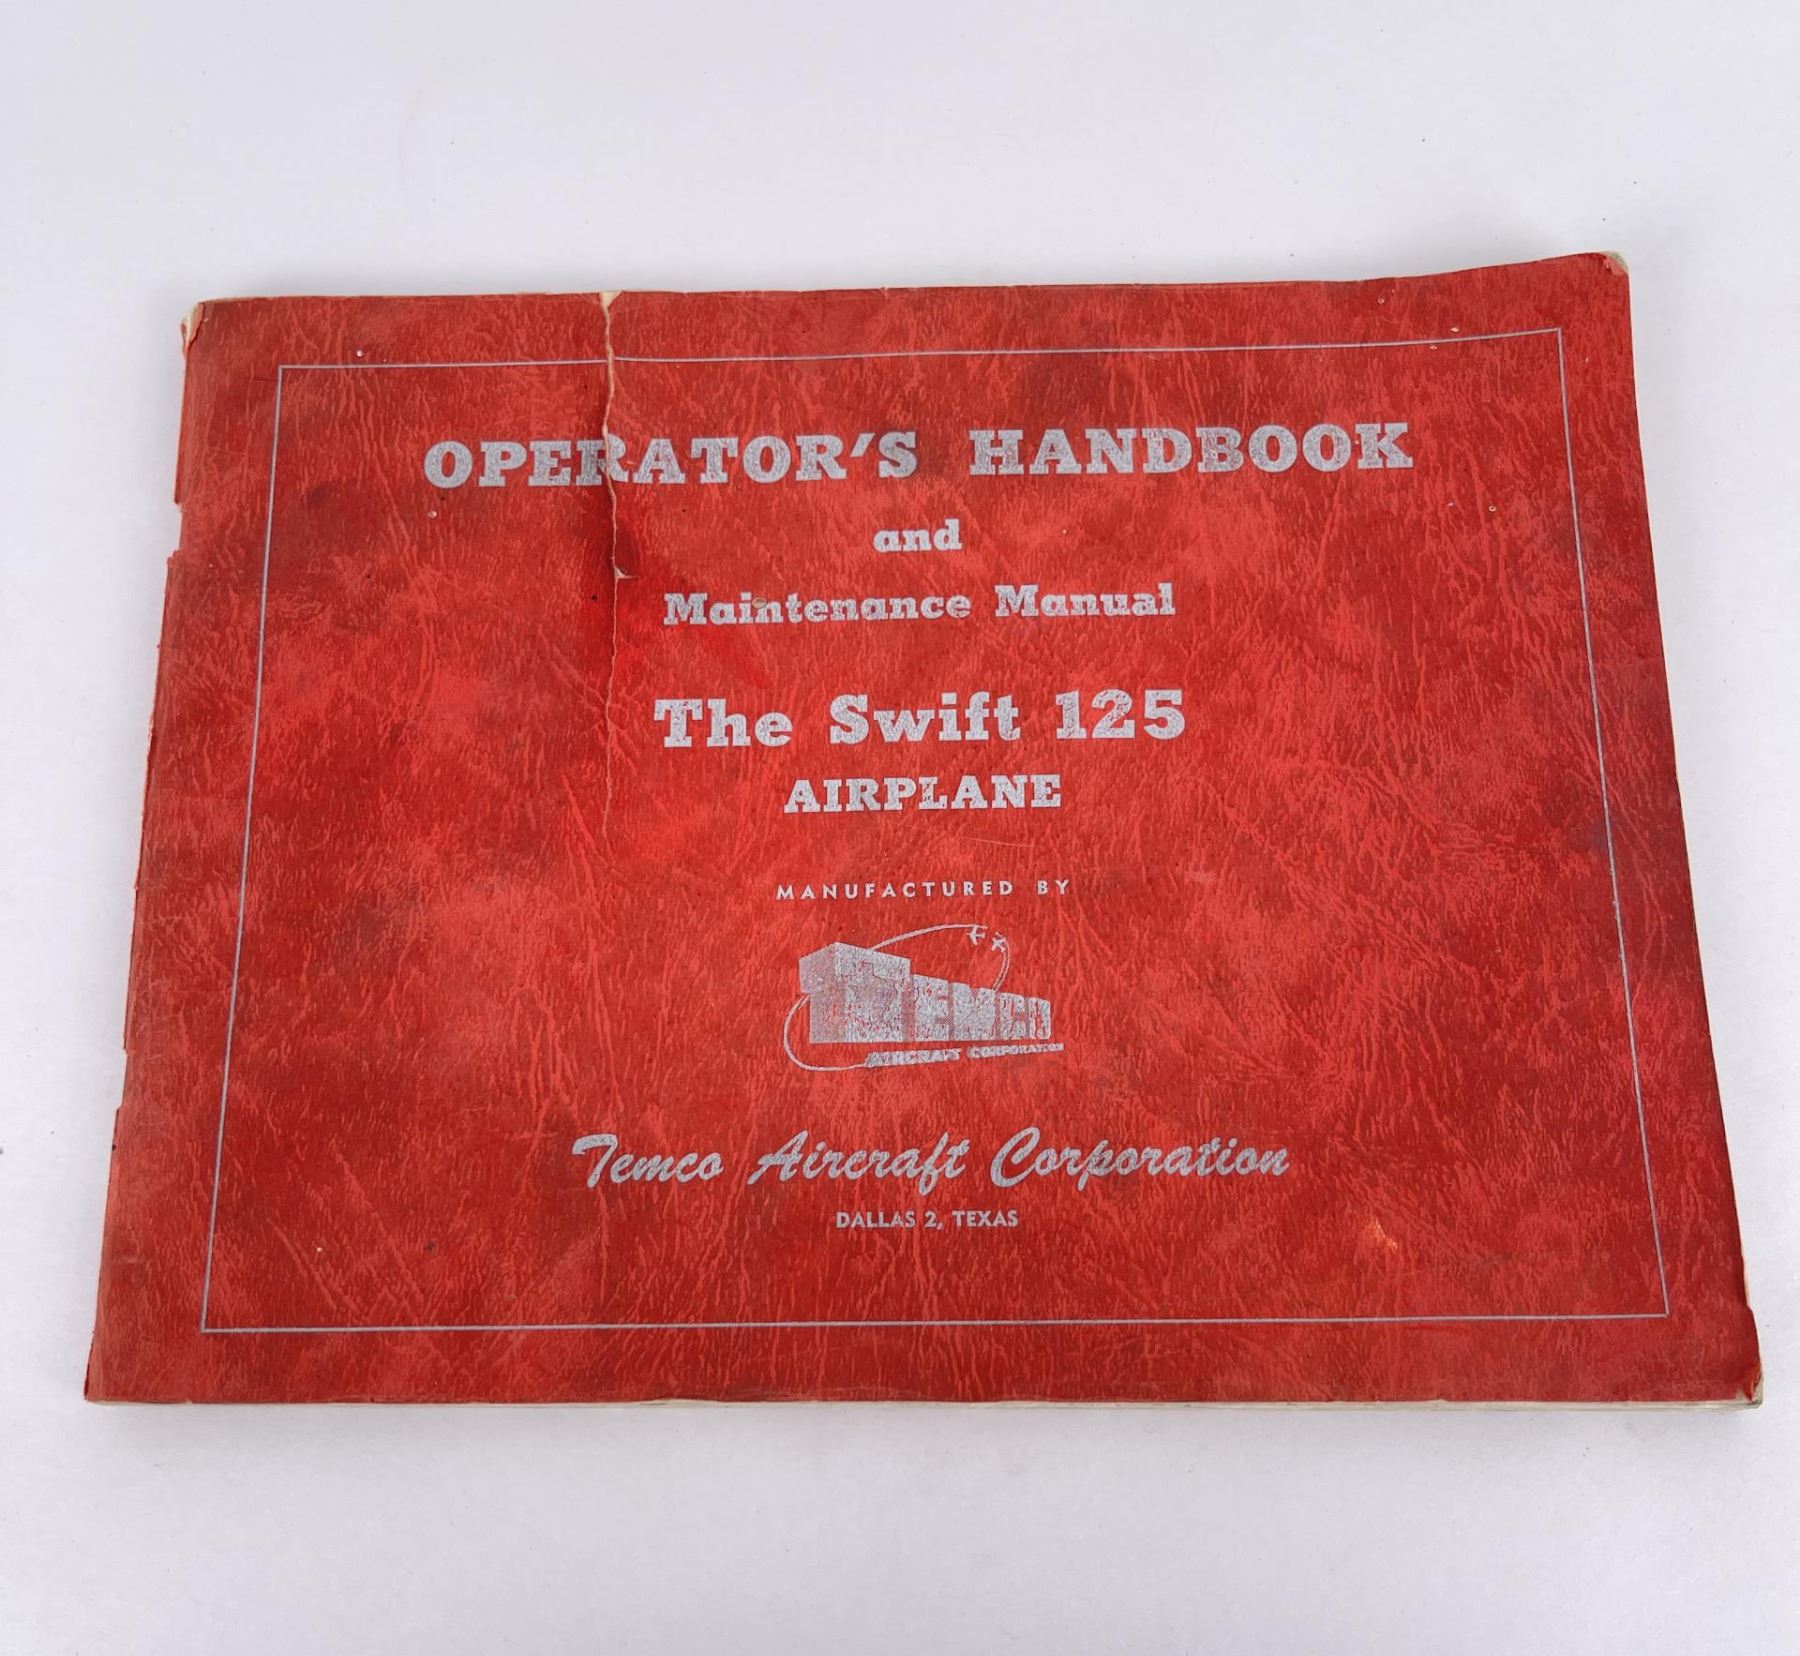 OPERATOR'S HANDBOOK
and
Maintenance Manual
The Swift 125
AIRPLANE
MANUFACTURED BY
TEMCO
AIRCRAFT CORPORATION
Temco Aircraft Corporation
DALLAS 2, TEXAS